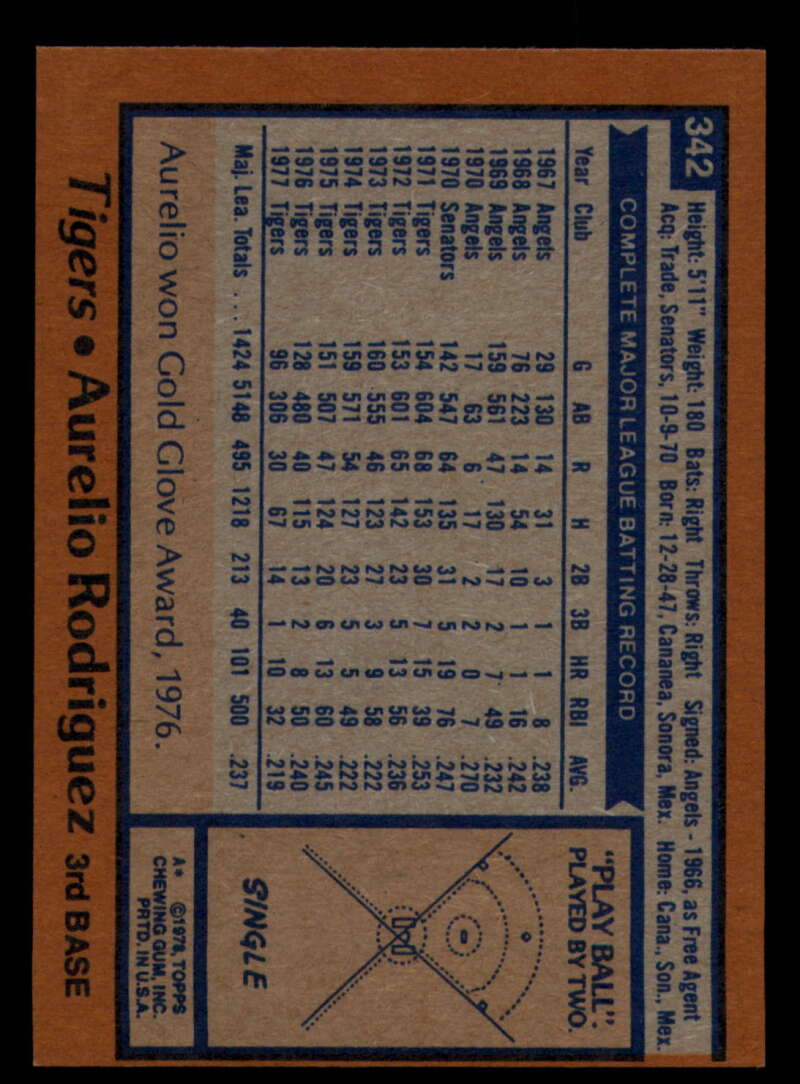 342
Height: 5'11" Weight: 180 Bats: Right Throws: Right Signed: Angels - 1966, as Free Agent
Acq: Trade, Senators, 10-9-70 Born: 12-28-47, Cananea, Sonora, Mex. Home: Cana., Son., Mex.
COMPLETE MAJOR LEAGUE BATTING RECORD
Year Club G AB R H 2B 3B HR RBI AVG.
1967 Angels 29 130 14 31 3 1 1 8 .238
1968 Angels 76 223 14 54 10 1 1 16 .242
1969 Angels 159 561 47 130 17 2 7 49 .232
1970 Angels 17 63 6 17 2 2 0 7 .270
1970 Senators 142 547 64 135 31 5 19 76 .247
1971 Tigers 154 604 68 153 30 7 15 39 .253
1972 Tigers 153 601 65 142 23 5 13 56 .236
1973 Tigers 160 555 46 123 27 3 9 58 .222
1974 Tigers 159 571 54 127 23 5 5 49 .222
1975 Tigers 151 507 47 124 20 6 13 60 .245
1976 Tigers 128 480 40 115 13 2 8 50 .240
1977 Tigers 96 306 30 67 14 1 10 32 .219
Maj. Lea. Totals . . . 1424 5148 495 1218 213 40 101 500 .237
Aurelio won Gold Glove Award, 1976.
"PLAY BALL".
PLAYED BY TWO.
SINGLE
A* ©1978, TOPPS
CHEWING GUM, INC.
PRTD. IN U.S.A.
Tigers • Aurelio Rodriguez 3rd BASE